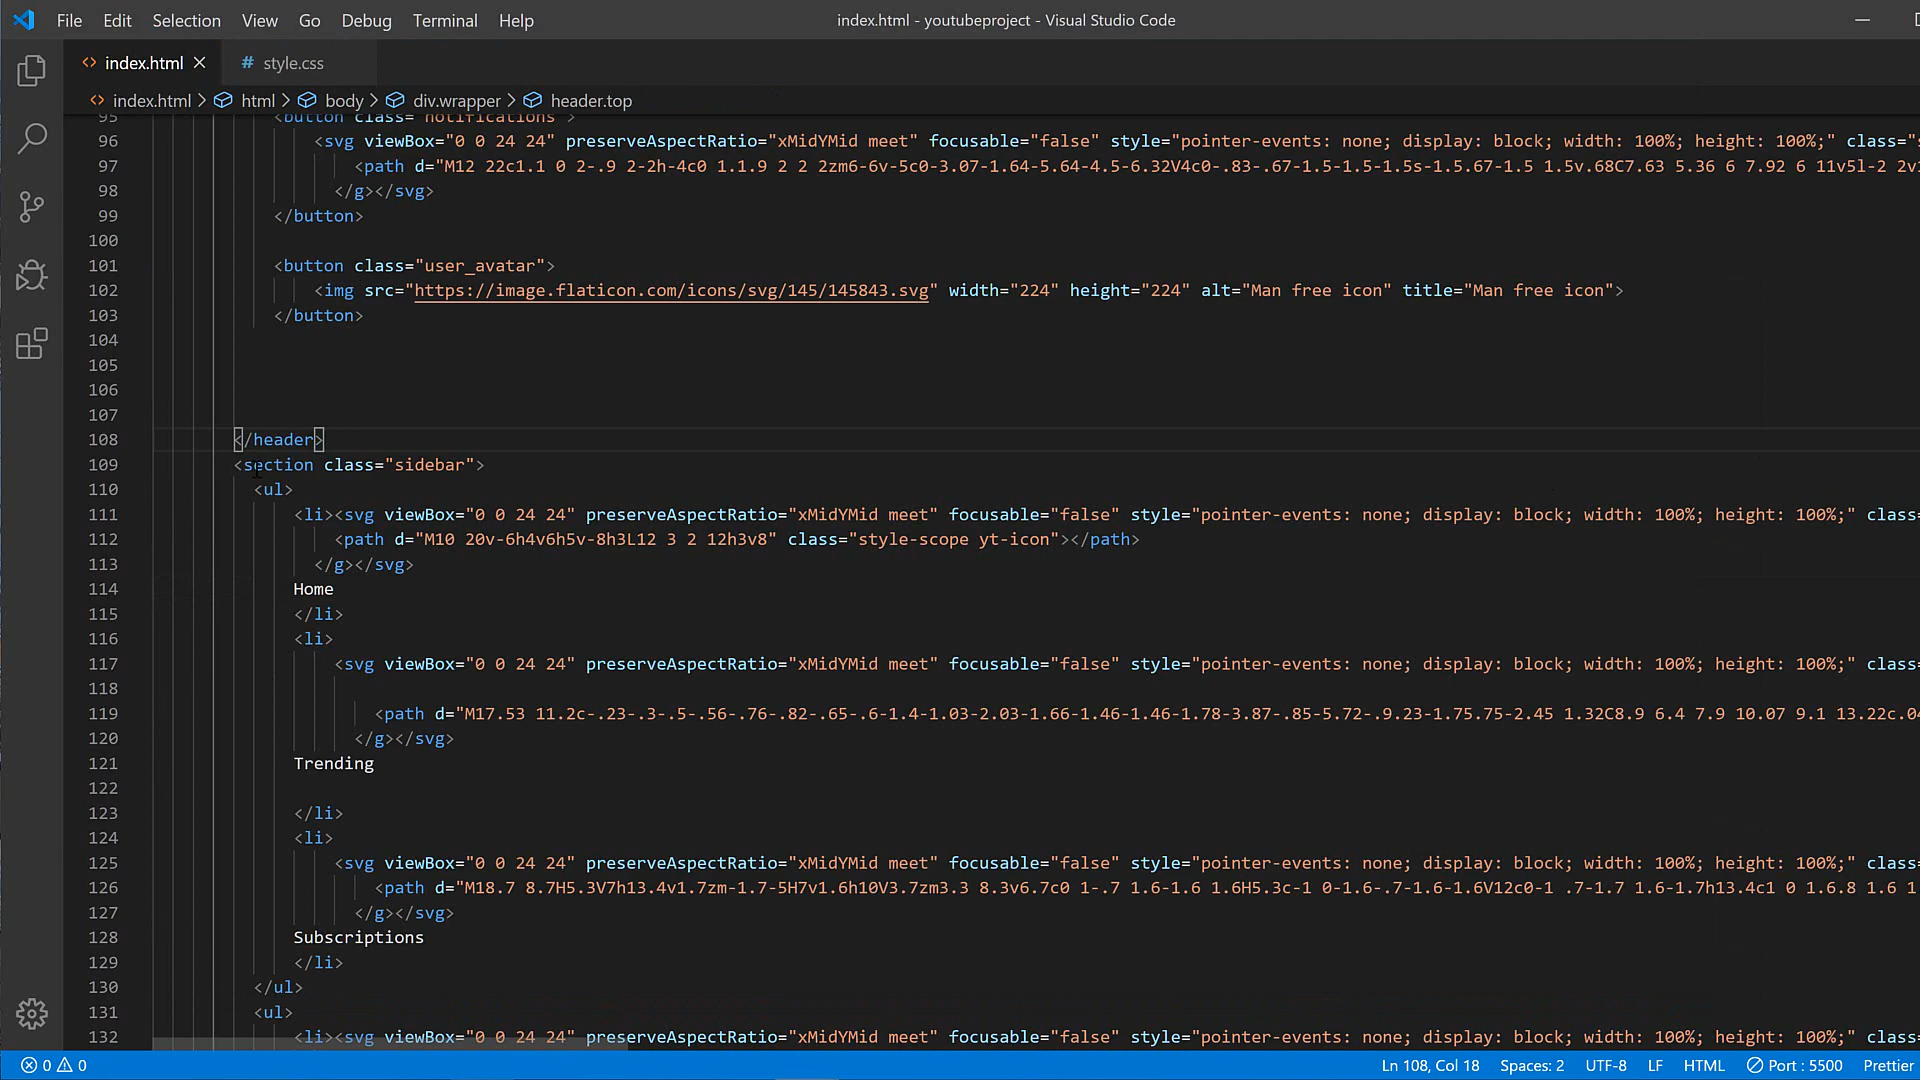 File Edit Selection View Go Debug Terminal Help
index.html - youtubeproject - Visual Studio Code
<> index.html × # style.css
<> index.html > html > body > div.wrapper > header.top
95 <button class="notifications">
96 <svg viewBox="0 0 24 24" preserveAspectRatio="xMidYMid meet" focusable="false" style="pointer-events: none; display: block; width: 100%; height: 100%;" class="s
97 <path d="M12 22c1.1 0 2-.9 2-2h-4c0 1.1.9 2 2 2zm6-6v-5c0-3.07-1.64-5.64-4.5-6.32V4c0-.83-.67-1.5-1.5-1.5s-1.5.67-1.5 1.5v.68C7.63 5.36 6 7.92 6 11v5l-2 2v1
98 </g></svg>
99 </button>
100
101 <button class="user_avatar">
102 <img src="https://image.flaticon.com/icons/svg/145/145843.svg" width="224" height="224" alt="Man free icon" title="Man free icon">
103 </button>
104
105
106
107
108 </header>
109 <section class="sidebar">
110 <ul>
111 <li><svg viewBox="0 0 24 24" preserveAspectRatio="xMidYMid meet" focusable="false" style="pointer-events: none; display: block; width: 100%; height: 100%;" class=
112 <path d="M10 20v-6h4v6h5v-8h3L12 3 2 12h3v8" class="style-scope yt-icon"></path>
113 </g></svg>
114 Home
115 </li>
116 <li>
117 <svg viewBox="0 0 24 24" preserveAspectRatio="xMidYMid meet" focusable="false" style="pointer-events: none; display: block; width: 100%; height: 100%;" class=
118
119 <path d="M17.53 11.2c-.23-.3-.5-.56-.76-.82-.65-.6-1.4-1.03-2.03-1.66-1.46-1.46-1.78-3.87-.85-5.72-.9.23-1.75.75-2.45 1.32C8.9 6.4 7.9 10.07 9.1 13.22c.04
120 </g></svg>
121 Trending
122
123 </li>
124 <li>
125 <svg viewBox="0 0 24 24" preserveAspectRatio="xMidYMid meet" focusable="false" style="pointer-events: none; display: block; width: 100%; height: 100%;" class=
126 <path d="M18.7 8.7H5.3V7h13.4v1.7zm-1.7-5H7v1.6h10V3.7zm3.3 8.3v6.7c0 1-.7 1.6-1.6 1.6H5.3c-1 0-1.6-.7-1.6-1.6V12c0-1 .7-1.7 1.6-1.7h13.4c1 0 1.6.8 1.6 1
127 </g></svg>
128 Subscriptions
129 </li>
130 </ul>
131 <ul>
132 <li><svg viewBox="0 0 24 24" preserveAspectRatio="xMidYMid meet" focusable="false" style="pointer-events: none; display: block; width: 100%; height: 100%;" class=
0 0 Ln 108, Col 18 Spaces: 2 UTF-8 LF HTML Port : 5500 Prettier